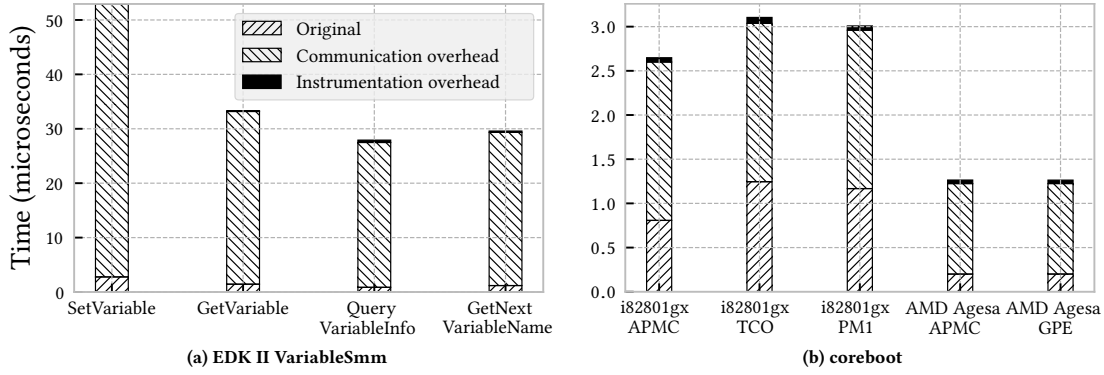 Time (microseconds)
50
40
30
20
10
0
Original
Communication overhead
Instrumentation overhead
SetVariable
GetVariable
Query
VariableInfo
GetNext
VariableName
(a) EDK II VariableSmm
3.0
2.5
2.0
1.5
1.0
0.5
0.0
i82801gx
APMC
i82801gx
TCO
i82801gx
PM1
AMD Agesa
APMC
AMD Agesa
GPE
(b) coreboot